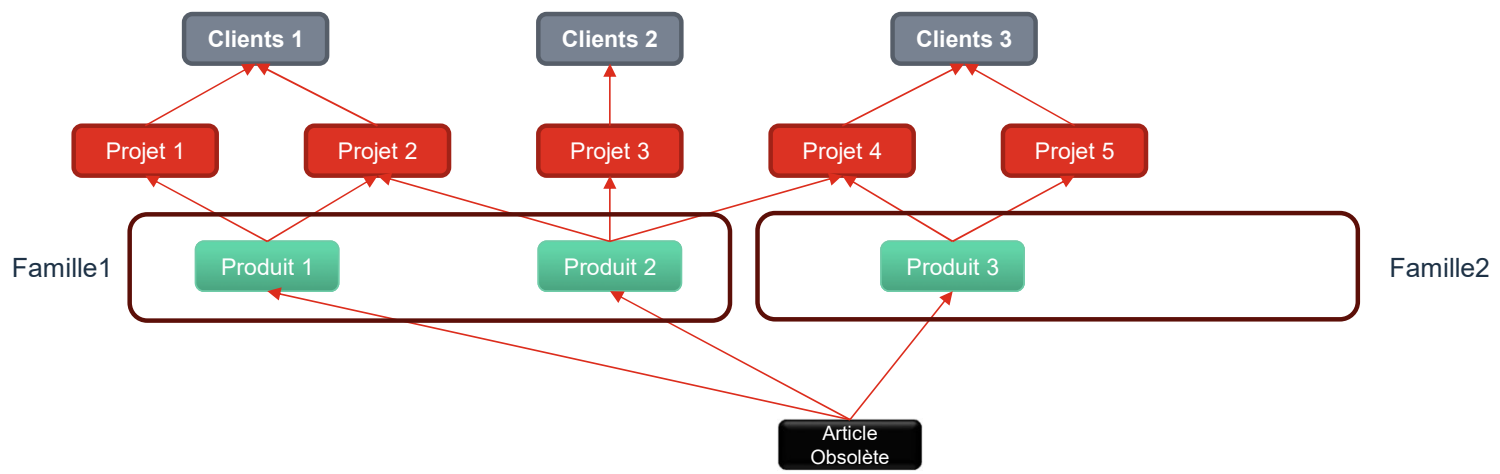 Clients 1
Clients 2
Clients 3
Projet 1
Projet 2
Projet 3
Projet 4
Projet 5
Famille1
Produit 1
Produit 2
Produit 3
Famille2
Article
Obsolète